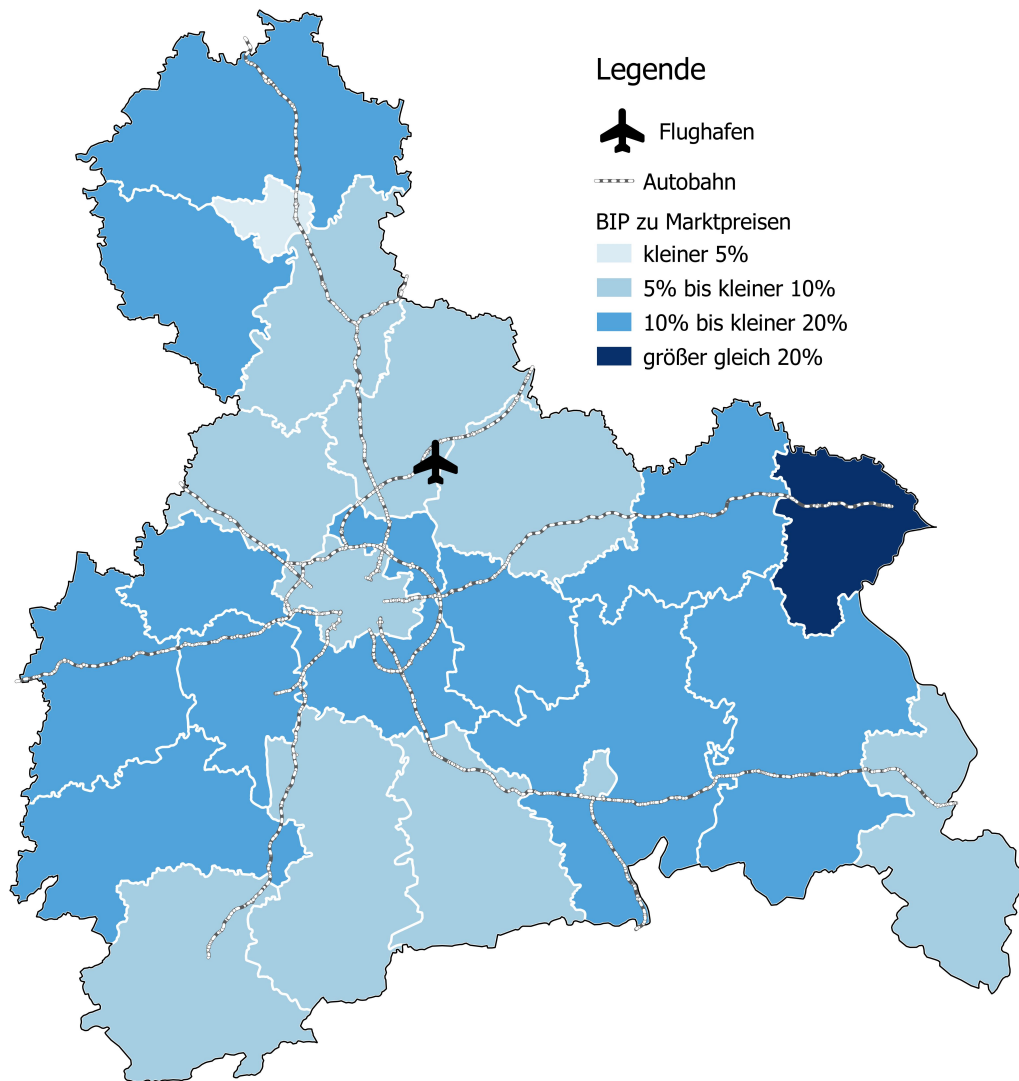 Legende
Flughafen
Autobahn
BIP zu Marktpreisen
kleiner 5%
5% bis kleiner 10%
10% bis kleiner 20%
größer gleich 20%